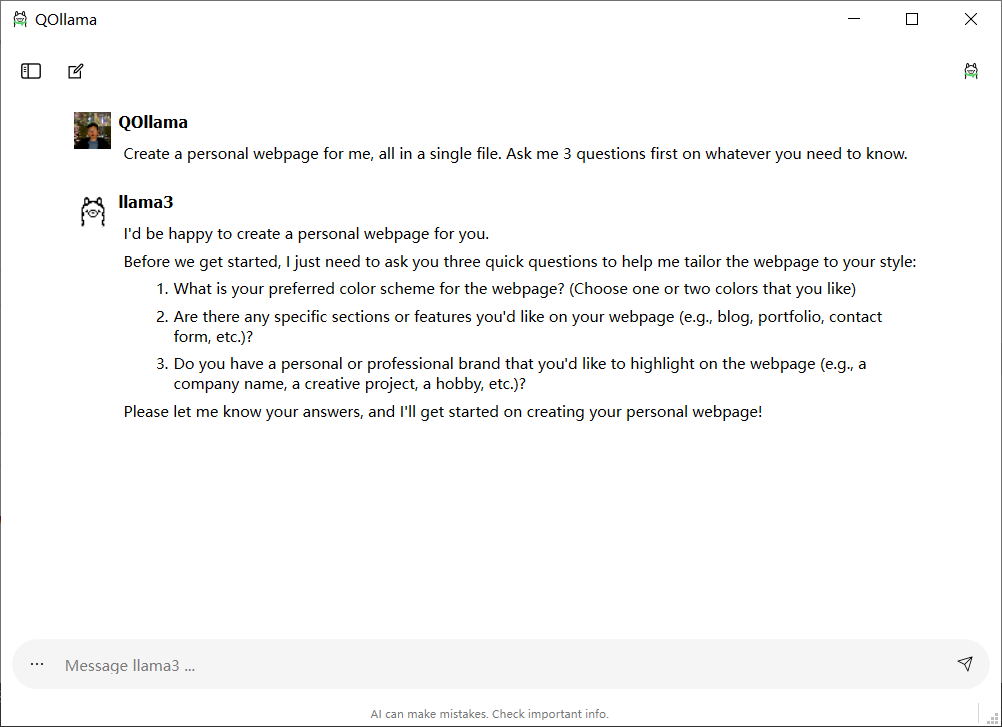 QOllama
QOllama
Create a personal webpage for me, all in a single file. Ask me 3 questions first on whatever you need to know.
llama3
I'd be happy to create a personal webpage for you.
Before we get started, I just need to ask you three quick questions to help me tailor the webpage to your style:
1. What is your preferred color scheme for the webpage? (Choose one or two colors that you like)
2. Are there any specific sections or features you'd like on your webpage (e.g., blog, portfolio, contact
form, etc.)?
3. Do you have a personal or professional brand that you'd like to highlight on the webpage (e.g., a
company name, a creative project, a hobby, etc.)?
Please let me know your answers, and I'll get started on creating your personal webpage!
Message llama3 ...
AI can make mistakes. Check important info.